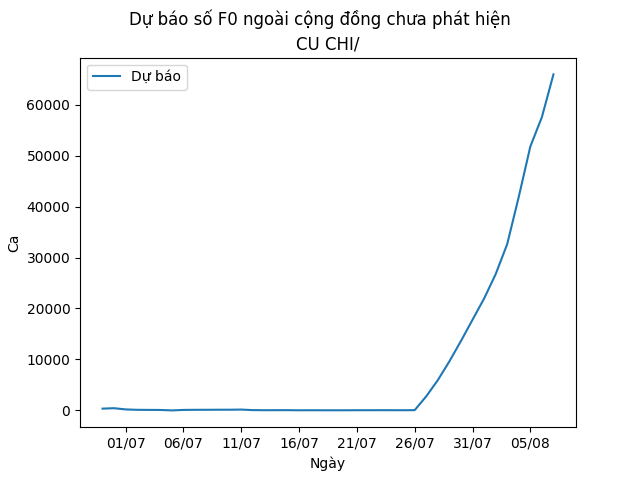 Dự báo số F0 ngoài cộng đồng chưa phát hiện
CU CHI/
Dự báo
60000
50000
40000
30000
20000
10000
0
Ca
01/07 06/07 11/07 16/07 21/07 26/07 31/07 05/08
Ngày